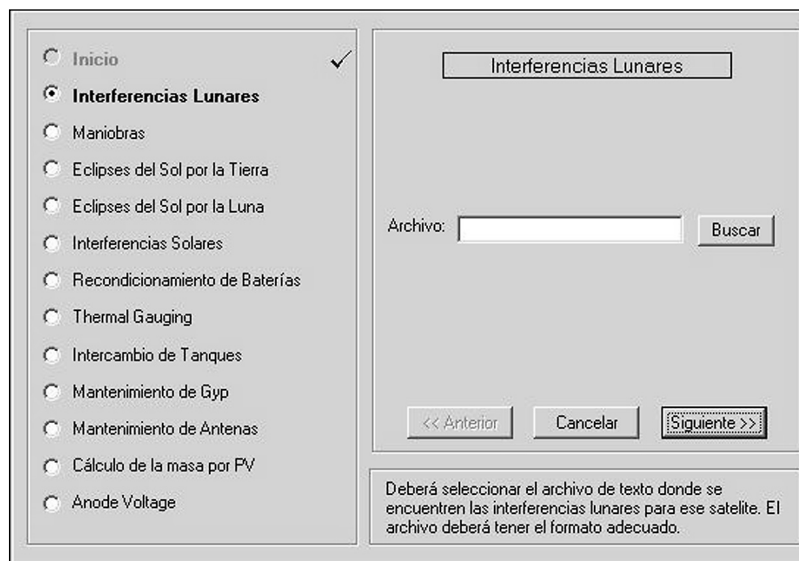 Inicio
Interferencias Lunares
Maniobras
Eclipses del Sol por la Tierra
Eclipses del Sol por la Luna
Interferencias Solares
Recondicionamiento de Baterías
Thermal Gauging
Intercambio de Tanques
Mantenimiento de Gyp
Mantenimiento de Antenas
Cálculo de la masa por PV
Anode Voltage
Interferencias Lunares
Archivo:
Buscar
<< Anterior
Cancelar
Siguiente >>
Deberá seleccionar el archivo de texto donde se
encuentren las interferencias lunares para ese satelite. El
archivo deberá tener el formato adecuado.